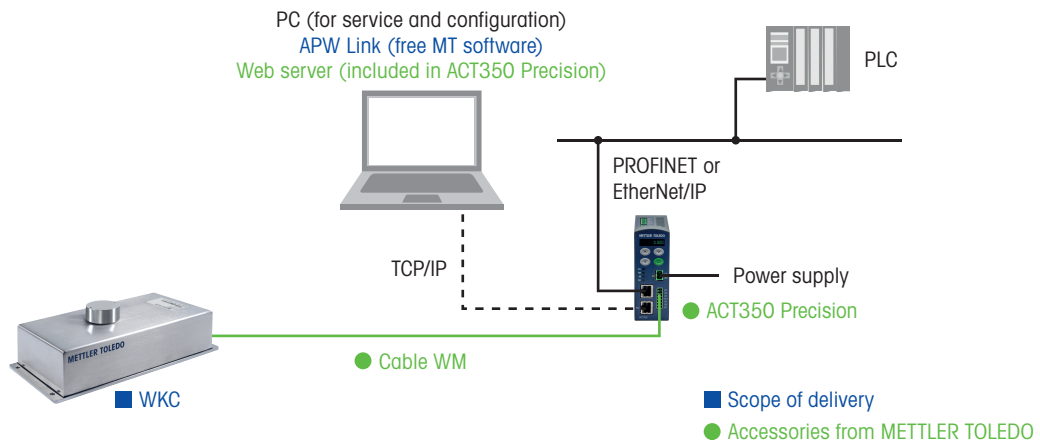 PC (for service and configuration)
APW Link (free MT software)
Web server (included in ACT350 Precision)
PLC
PROFINET or
EtherNet/IP
METTLER TOLEDO
TCP/IP
Power supply
ACT350 Precision
METTLER TOLEDO
Cable WM
WKC
Scope of delivery
Accessories from METTLER TOLEDO